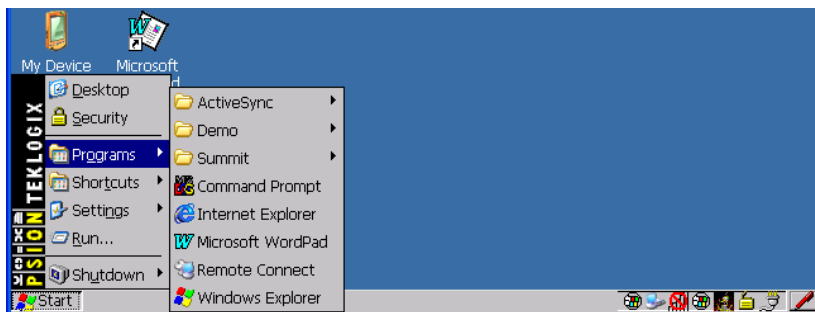 My Device
Microsoft
Desktop
Security
Programs
Shortcuts
Settings
Run...
Shutdown
PSION TEKLOGIX
ActiveSync
Demo
Summit
Command Prompt
Internet Explorer
Microsoft WordPad
Remote Connect
Windows Explorer
Start